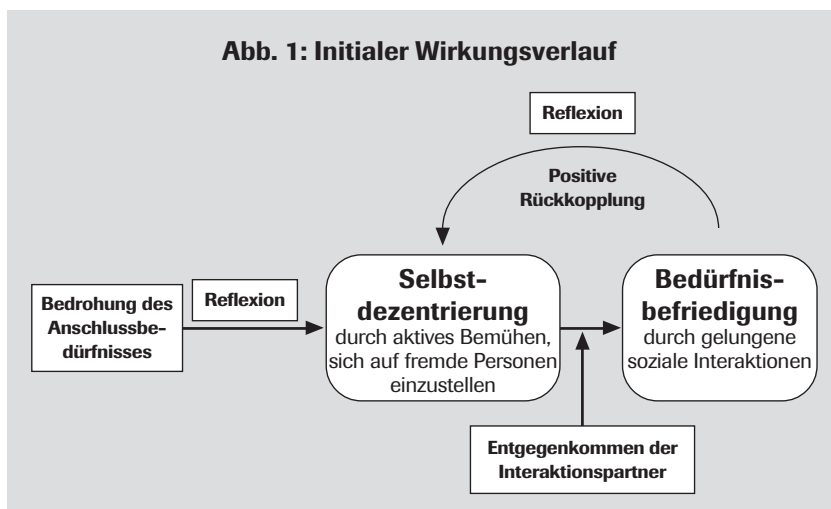 Abb. 1: Initialer Wirkungsverlauf
Reflexion
Positive
Rückkopplung
Bedrohung des
Anschlussbe-
dürfnisses
Reflexion
Selbst-
dezentrierung
durch aktives Bemühen,
sich auf fremde Personen
einzustellen
Bedürfnis-
befriedigung
durch gelungene
soziale Interaktionen
Entgegenkommen der
Interaktionspartner